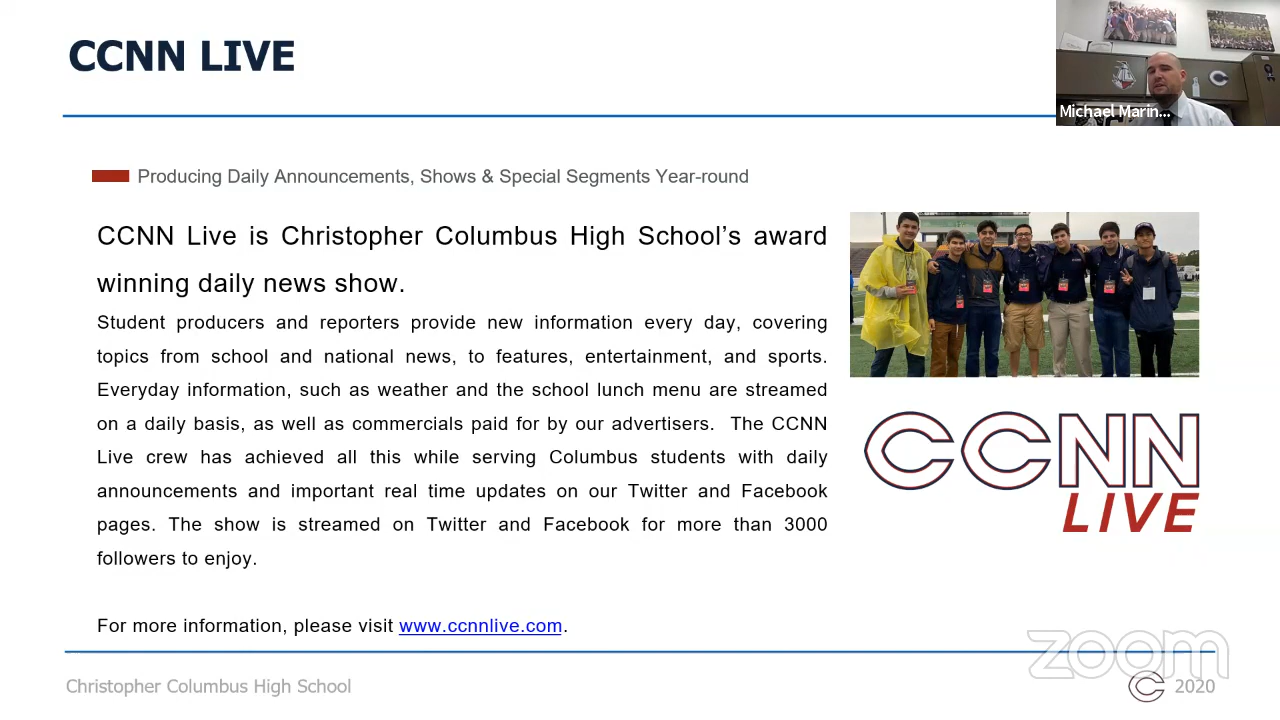 CCNN LIVE
Michael Marin...
Producing Daily Announcements, Shows & Special Segments Year-round
CCNN Live is Christopher Columbus High School's award
winning daily news show.
Student producers and reporters provide new information every day, covering
topics from school and national news, to features, entertainment, and sports.
Everyday information, such as weather and the school lunch menu are streamed
on a daily basis, as well as commercials paid for by our advertisers. The CCNN
Live crew has achieved all this while serving Columbus students with daily
announcements and important real time updates on our Twitter and Facebook
pages. The show is streamed on Twitter and Facebook for more than 3000
followers to enjoy.
CCNN
LIVE
For more information, please visit www.ccnnlive.com.
zoom
Christopher Columbus High School
C 2020